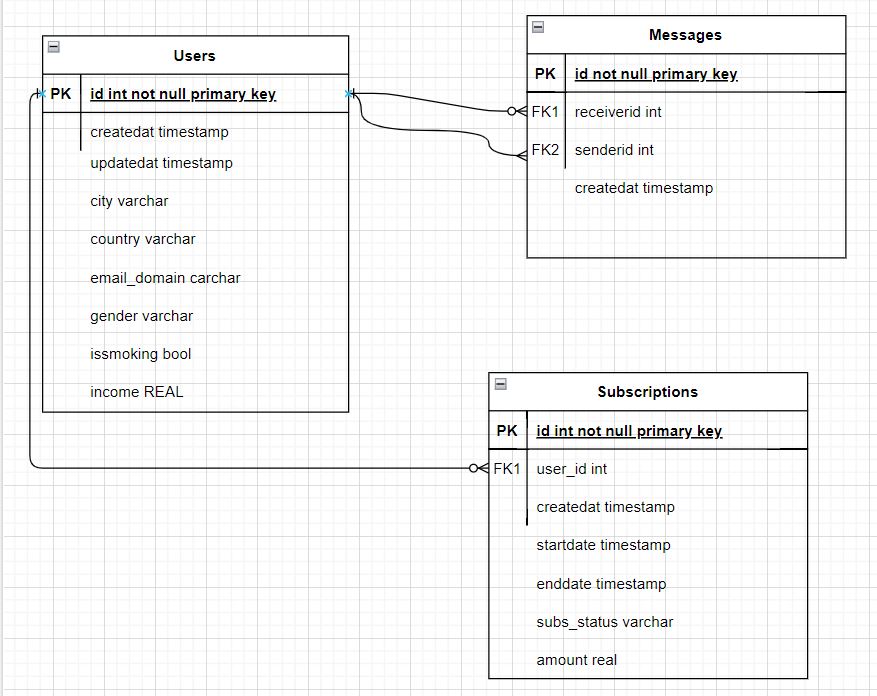 Users
PK id int not null primary key
createdat timestamp
updatedat timestamp
city varchar
country varchar
email_domain carchar
gender varchar
issmoking bool
income REAL
Messages
PK id not null primary key
FK1 receiverid int
FK2 senderid int
createdat timestamp
Subscriptions
PK id int not null primary key
FK1 user_id int
createdat timestamp
startdate timestamp
enddate timestamp
subs_status varchar
amount real